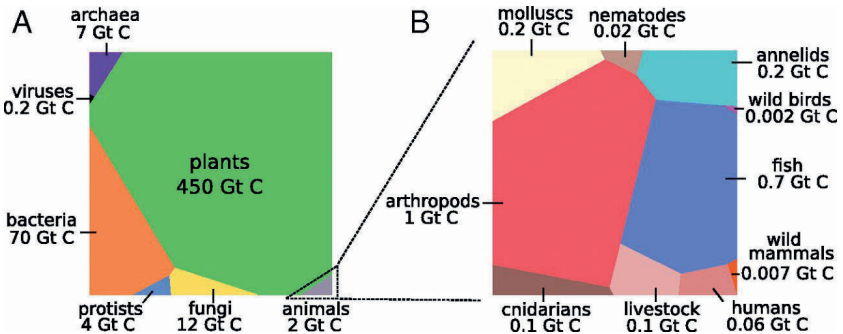 A
archaea
7 Gt C
viruses
0.2 Gt C
plants
450 Gt C
bacteria
70 Gt C
protists
4 Gt C
fungi
12 Gt C
animals
2 Gt C
B
molluscs
0.2 Gt C
nematodes
0.02 Gt C
annelids
0.2 Gt C
wild birds
0.002 Gt C
fish
0.7 Gt C
arthropods
1 Gt C
wild
mammals
0.007 Gt C
cnidarians
0.1 Gt C
livestock
0.1 Gt C
humans
0.06 Gt C